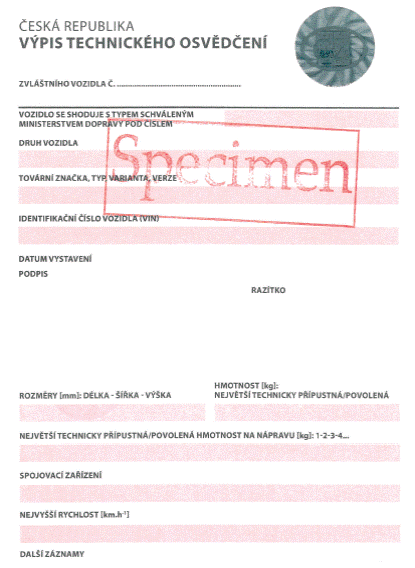 ČESKÁ REPUBLIKA
VÝPIS TECHNICKÉHO OSVĚDČENÍ
ZVLÁŠTNÍHO VOZIDLA Č. ............................................................
VOZIDLO SE SHODUJE S TYPEM SCHVÁLENÝM
MINISTERSTVEM DOPRAVY POD ČÍSLEM
DRUH VOZIDLA
Specimen
TOVÁRNÍ ZNAČKA, TYP, VARIANTA, VERZE
IDENTIFIKAČNÍ ČÍSLO VOZIDLA (VIN)
DATUM VYSTAVENÍ
PODPIS
RAZÍTKO
ROZMĚRY [mm]: DÉLKA - ŠÍŘKA - VÝŠKA
HMOTNOST [kg]:
NEJVĚTŠÍ TECHNICKY PŘÍPUSTNÁ/POVOLENÁ
NEJVĚTŠÍ TECHNICKY PŘÍPUSTNÁ/POVOLENÁ HMOTNOST NA NÁPRAVU [kg]: 1-2-3-4...
SPOJOVACÍ ZAŘÍZENÍ
NEJVYŠŠÍ RYCHLOST [km.h⁻¹]
DALŠÍ ZÁZNAMY